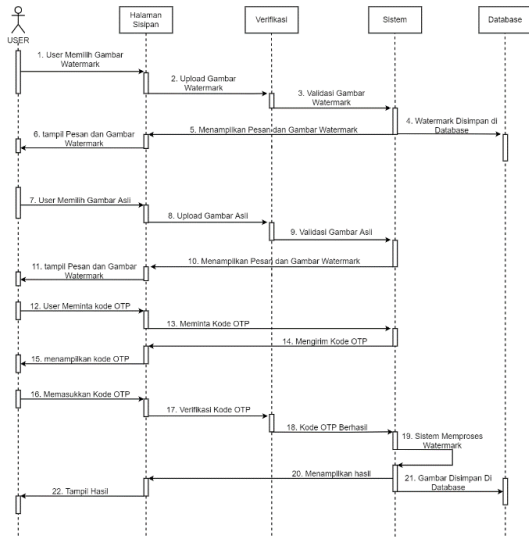 USER
Halaman
Sisipan
Verifikasi
Sistem
Database
1. User Memilih Gambar
Watermark
2. Upload Gambar
Watermark
3. Validasi Gambar
Watermark
4. Watermark Disimpan di
Database
5. Menampilkan Pesan dan Gambar Watermark
6. tampil Pesan dan Gambar
Watermark
7. User Memilih Gambar Asli
8. Upload Gambar Asli
9. Validasi Gambar Asli
10. Menampilkan Pesan dan Gambar Watermark
11. tampil Pesan dan Gambar
Watermark
12. User Meminta kode OTP
13. Meminta Kode OTP
14. Mengirim Kode OTP
15. menampilkan kode OTP
16. Memasukkan Kode OTP
17. Verifikasi Kode OTP
18. Kode OTP Berhasil
19. Sistem Memproses
Watermark
20. Menampilkan hasil
21. Gambar Disimpan Di
Database
22. Tampil Hasil